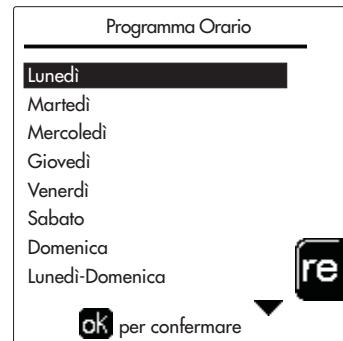 Programma Orario
Lunedì
Martedì
Mercoledì
Giovedì
Venerdì
Sabato
Domenica
Lunedì-Domenica
re
ok per confermare